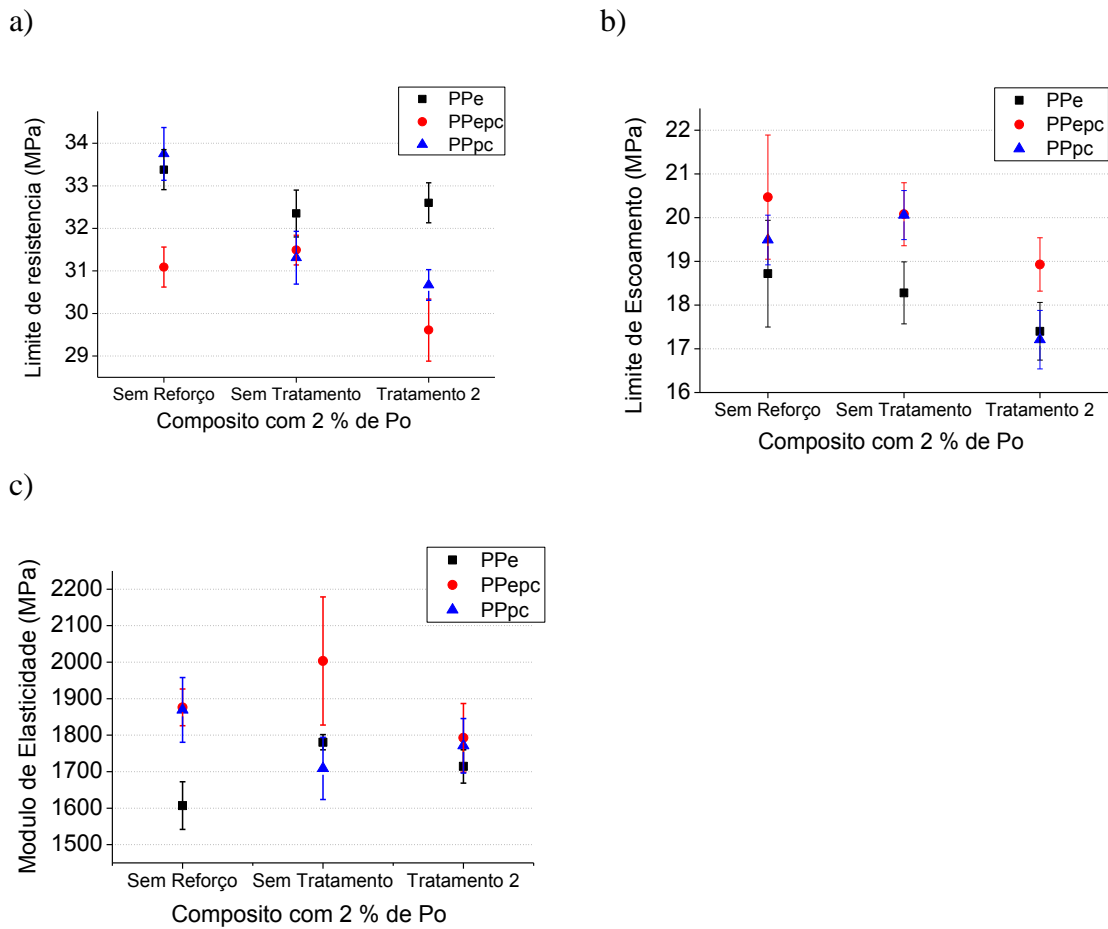 a)
PPe
PPepc
PPpc
Limite de resistencia (MPa)
34
33
32
31
30
29
Sem Reforço
Sem Tratamento
Tratamento 2
Composito com 2 % de Po
b)
PPe
PPepc
PPpc
Limite de Escoamento (MPa)
22
21
20
19
18
17
16
Sem Reforço
Sem Tratamento
Tratamento 2
Composito com 2 % de Po
c)
PPe
PPepc
PPpc
Modulo de Elasticidade (MPa)
2200
2100
2000
1900
1800
1700
1600
1500
Sem Reforço
Sem Tratamento
Tratamento 2
Composito com 2 % de Po